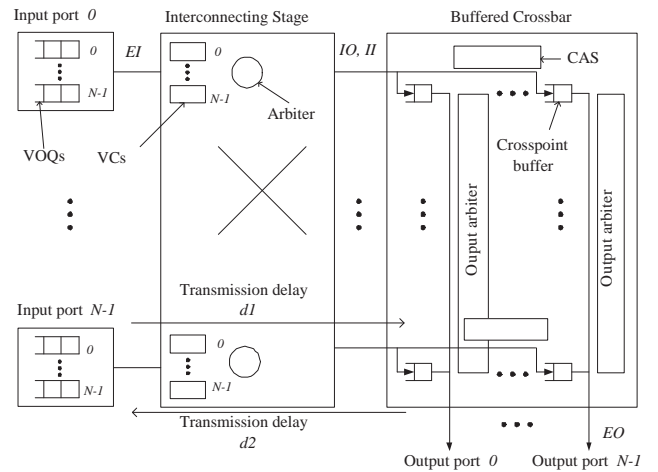 Input port 0
Interconnecting Stage
Buffered Crossbar
0
N-1
EI
0
N-1
IO, II
CAS
VOQs
VCs
Arbiter
Crosspoint
buffer
Ouput arbiter
Output arbiter
Transmission delay
d1
Input port N-1
0
N-1
0
N-1
Transmission delay
d2
EO
Output port 0
Output port N-1